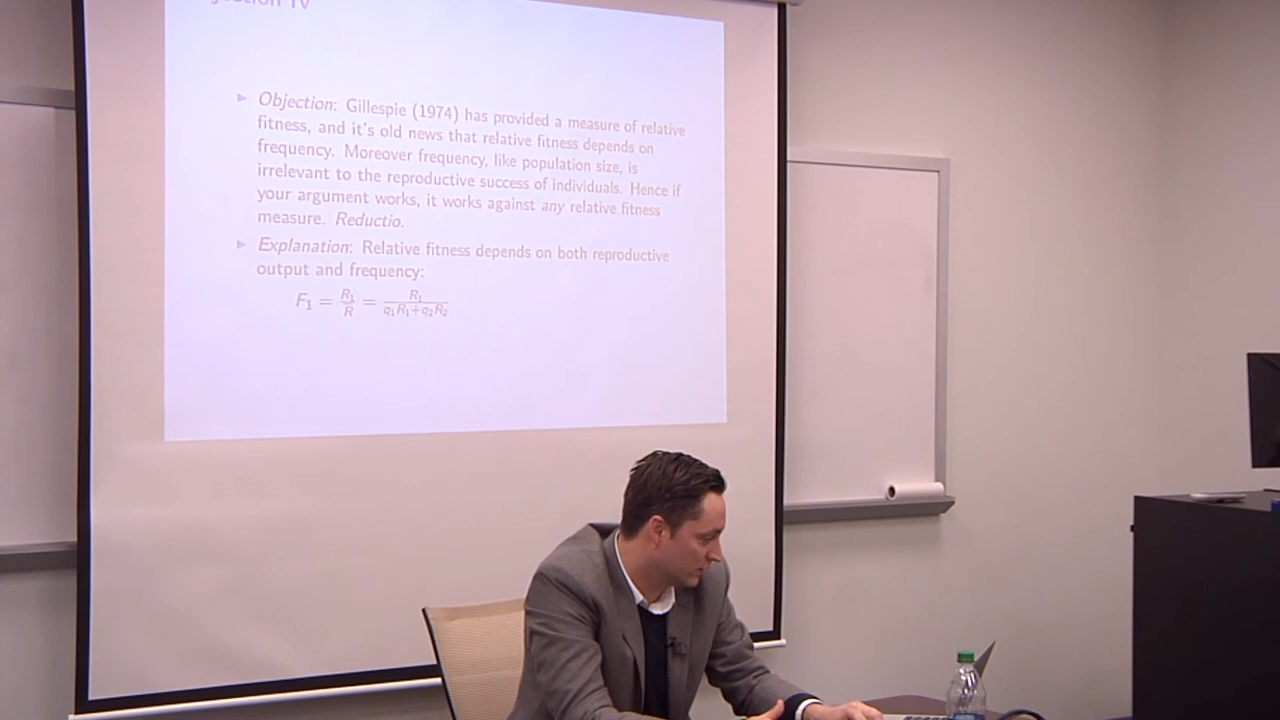 Objection IV
▶ Objection: Gillespie (1974) has provided a measure of relative
fitness, and it's old news that relative fitness depends on
frequency. Moreover frequency, like population size, is
irrelevant to the reproductive success of individuals. Hence if
your argument works, it works against any relative fitness
measure. Reductio.
▶ Explanation: Relative fitness depends on both reproductive
output and frequency:
F₁ = R₁/R = R₁/(q₁R₁+q₂R₂)